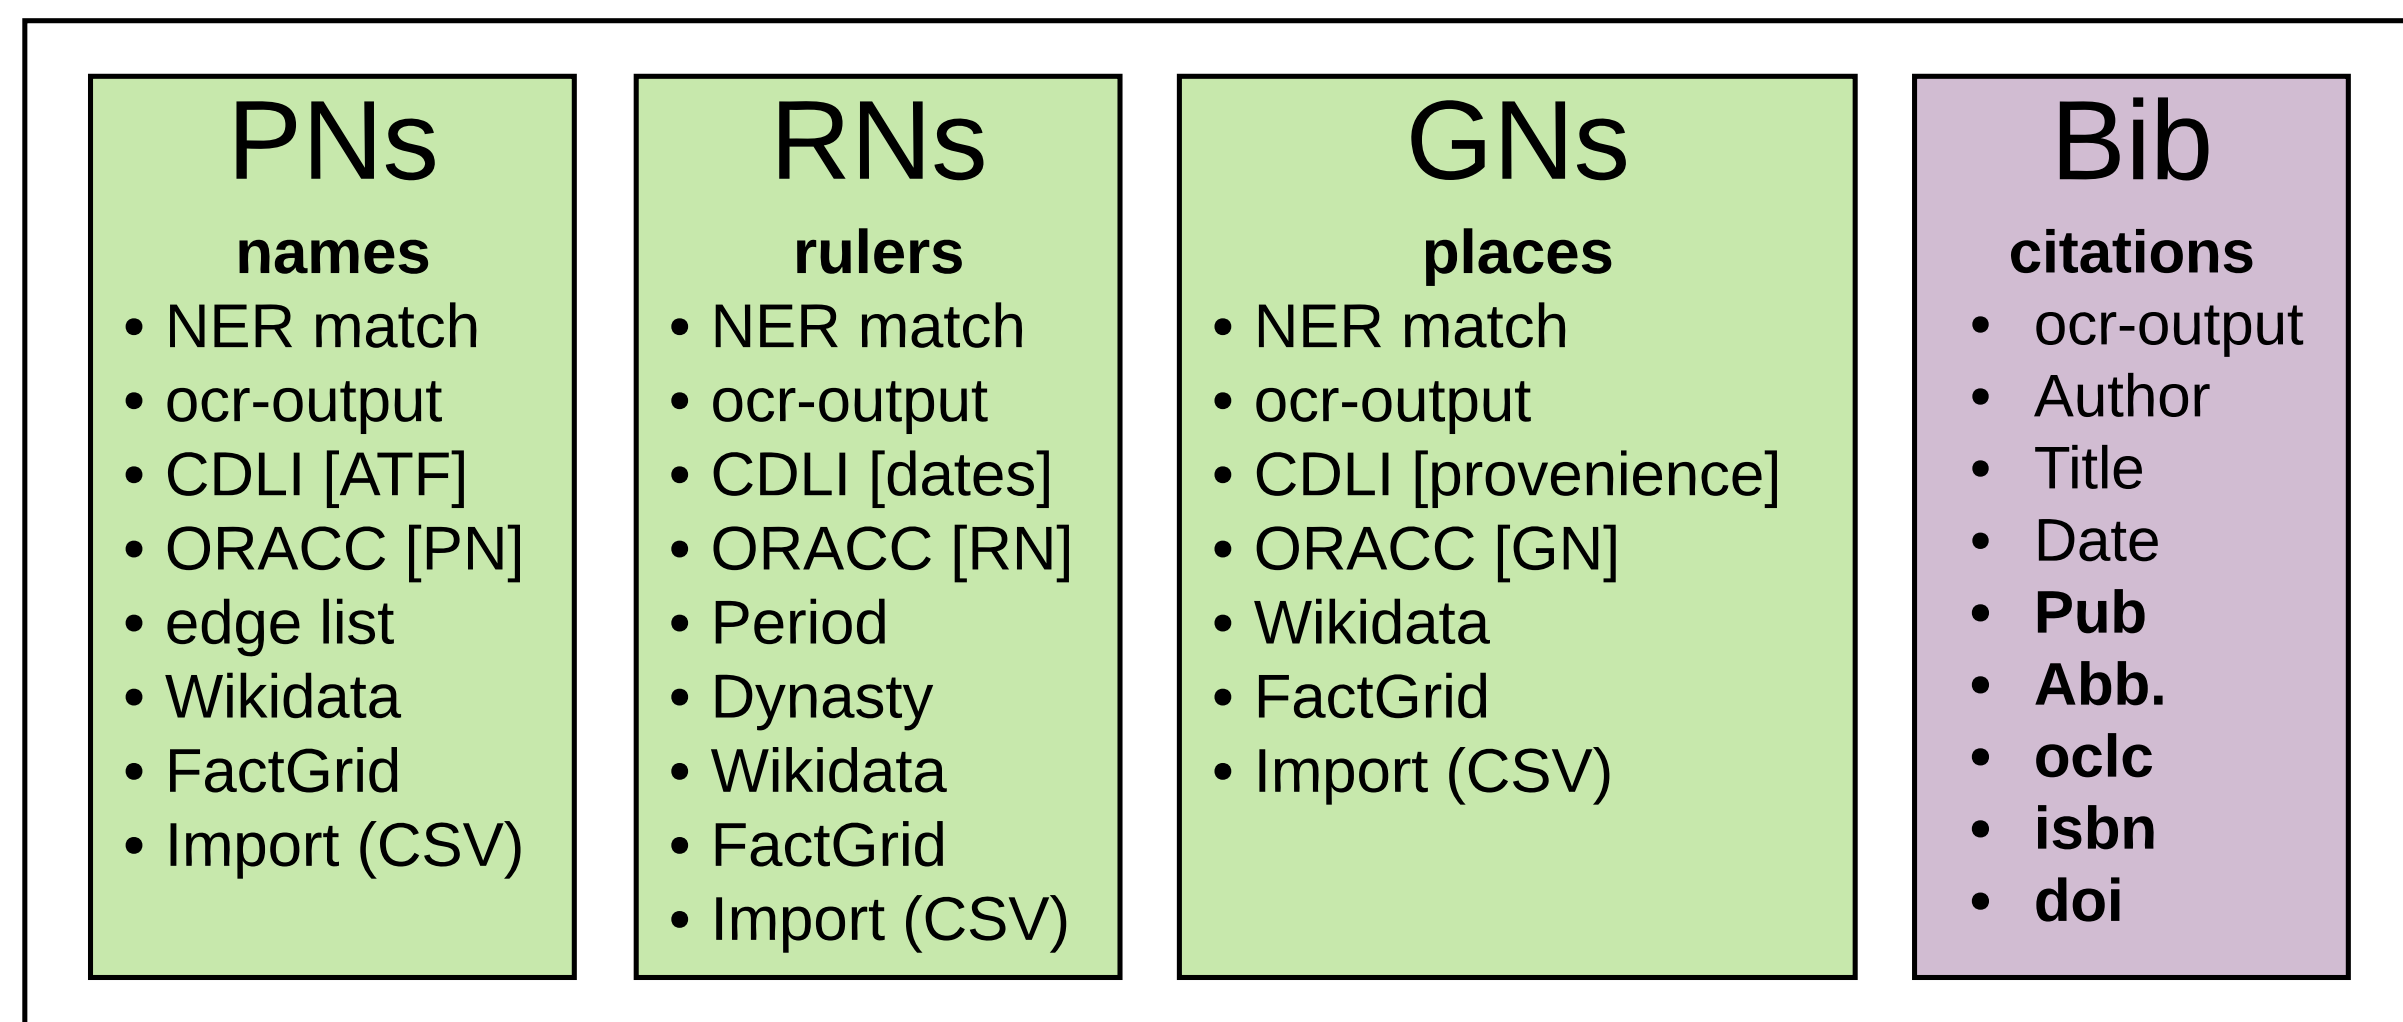 PNs
names
• NER match
• ocr-output
• CDLI [ATF]
• ORACC [PN]
• edge list
• Wikidata
• FactGrid
• Import (CSV)
RNs
rulers
• NER match
• ocr-output
• CDLI [dates]
• ORACC [RN]
• Period
• Dynasty
• Wikidata
• FactGrid
• Import (CSV)
GNs
places
• NER match
• ocr-output
• CDLI [provenience]
• ORACC [GN]
• Wikidata
• FactGrid
• Import (CSV)
Bib
citations
• ocr-output
• Author
• Title
• Date
• Pub
• Abb.
• oclc
• isbn
• doi